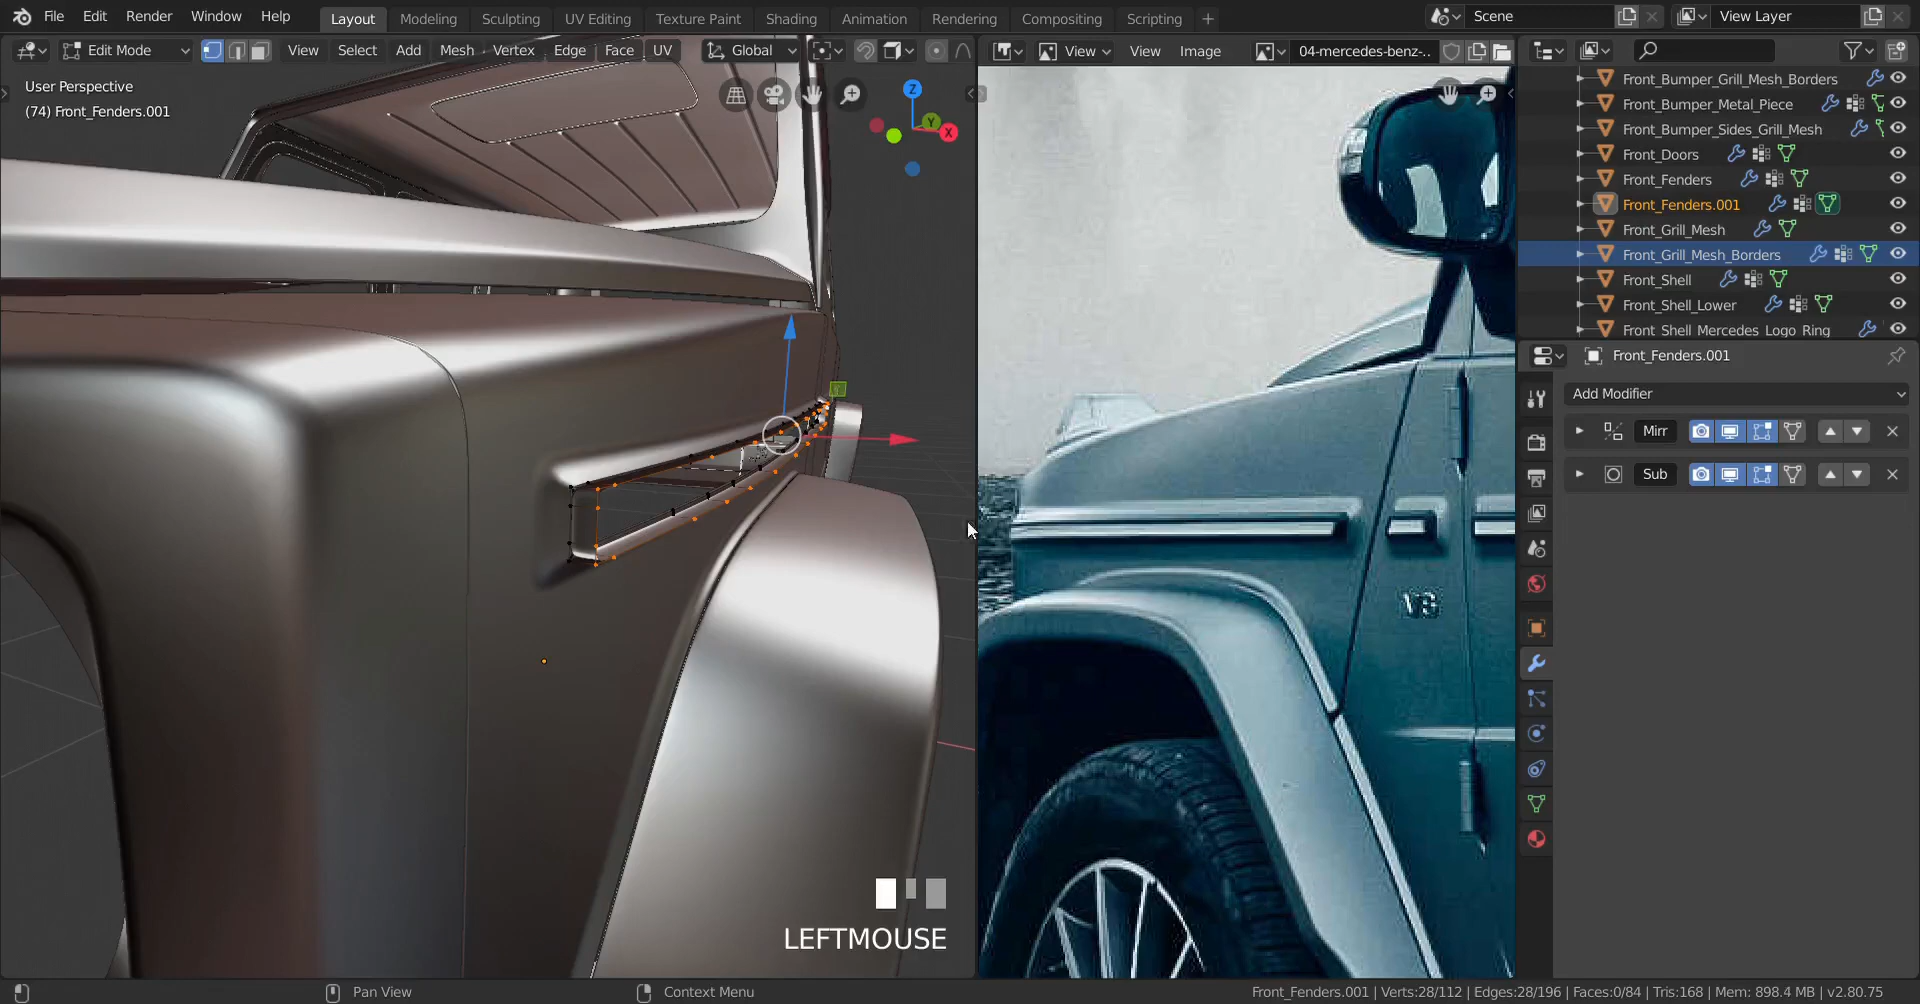 File Edit Render Window Help Layout Modeling Sculpting UV Editing Texture Paint Shading Animation Rendering Compositing Scripting + Scene View Layer
Edit Mode View Select Add Mesh Vertex Edge Face UV Global View View Image 04-mercedes-benz-..
User Perspective
(74) Front_Fenders.001
Z
Y
X
V8
LEFTMOUSE
Front_Bumper_Grill_Mesh_Borders
Front_Bumper_Metal_Piece
Front_Bumper_Sides_Grill_Mesh
Front_Doors
Front_Fenders
Front_Fenders.001
Front_Grill_Mesh
Front_Grill_Mesh_Borders
Front_Shell
Front_Shell_Lower
Front_Shell_Mercedes_Logo_Ring
Front_Fenders.001
Add Modifier
Mirr
Sub
Pan View Context Menu Front_Fenders.001 | Verts:28/112 | Edges:28/196 | Faces:0/84 | Tris:168 | Mem: 898.4 MB | v2.80.75